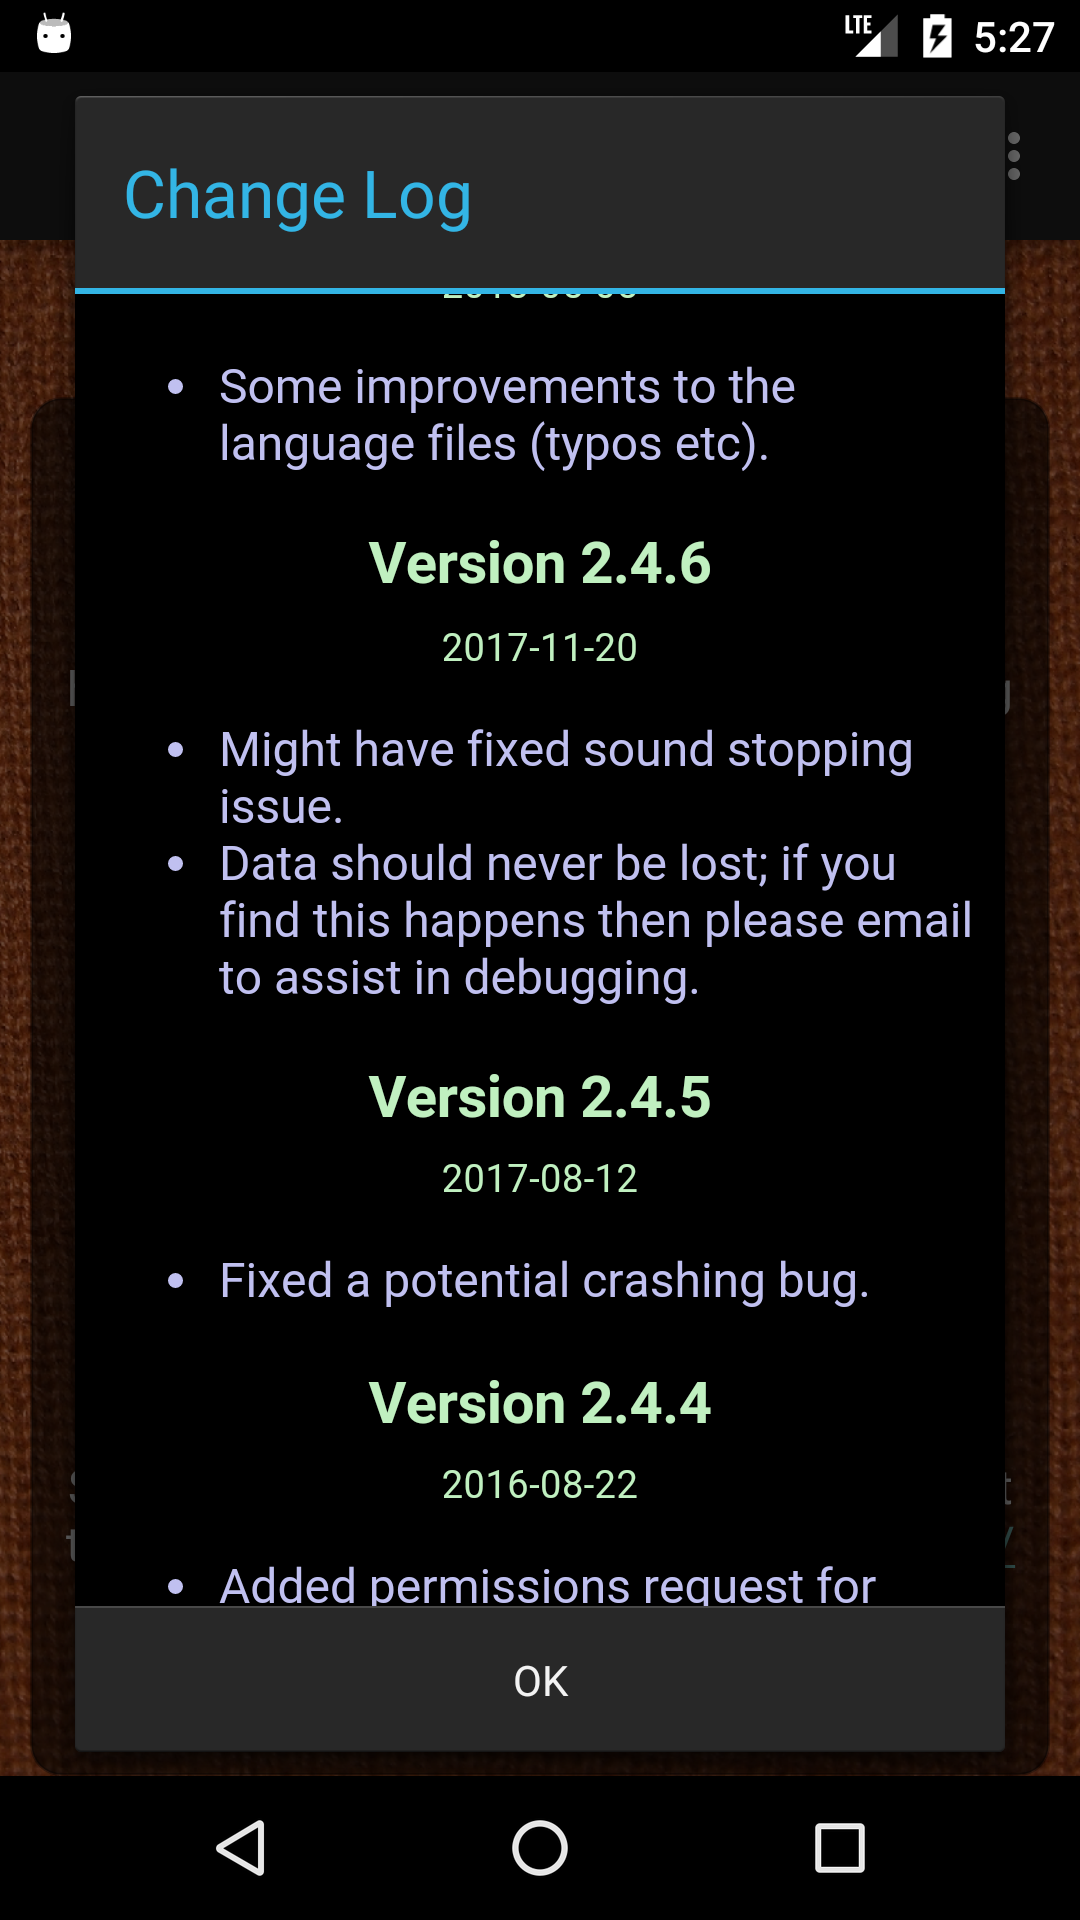 LTE
5:27
Change Log
Some improvements to the
language files (typos etc).
Version 2.4.6
2017-11-20
Might have fixed sound stopping
issue.
Data should never be lost; if you
find this happens then please email
to assist in debugging.
Version 2.4.5
2017-08-12
Fixed a potential crashing bug.
Version 2.4.4
2016-08-22
Added permissions request for
OK